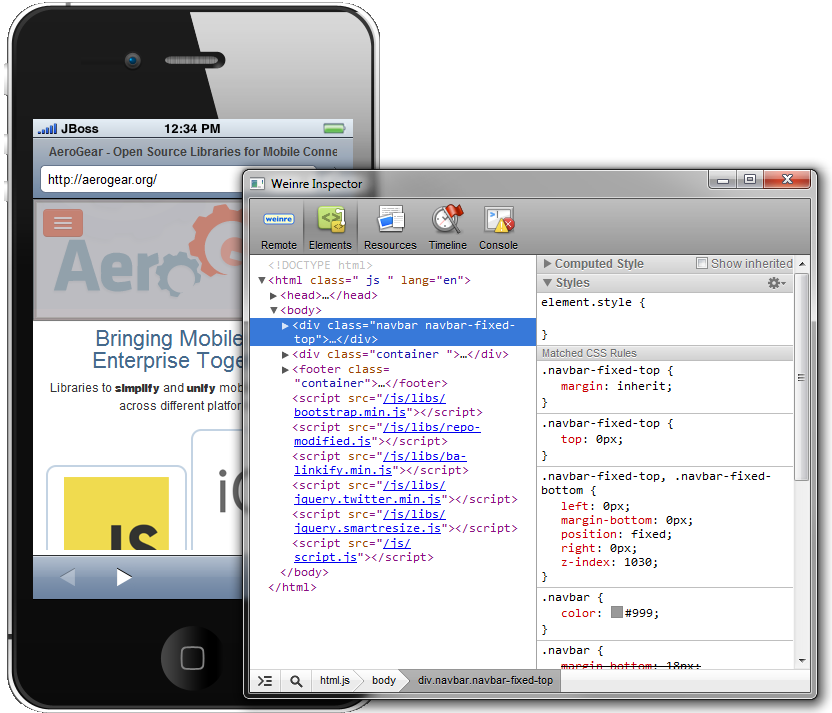 JBoss
12:34 PM
AeroGear - Open Source Libraries for Mobile Conne
http://aerogear.org/
Aero
Bringing Mobile
Enterprise Toge
Libraries to simplify and unify mob
across different platfor
JS
Weinre Inspector
weinre
Remote
Elements
Resources
Timeline
Console
<!DOCTYPE html>
▼<html class=" js " lang="en">
▶<head>…</head>
▼<body>
▶<div class="navbar navbar-fixed-
top">…</div>
▶<div class="container ">…</div>
▶<footer class=
"container">…</footer>
<script src="/js/libs/
bootstrap.min.js"></script>
<script src="/js/libs/repo-
modified.js"></script>
<script src="/js/libs/ba-
linkify.min.js"></script>
<script src="/js/libs/
jquery.twitter.min.js"></script>
<script src="/js/libs/
jquery.smartresize.js"></script>
<script src="/js/
script.js"></script>
</body>
</html>
▶ Computed Style
Show inherited
▼ Styles
element.style {
}
Matched CSS Rules
.navbar-fixed-top {
margin: inherit;
}
.navbar-fixed-top {
top: 0px;
}
.navbar-fixed-top, .navbar-fixed-
bottom {
left: 0px;
margin-bottom: 0px;
position: fixed;
right: 0px;
z-index: 1030;
}
.navbar {
color: #999;
}
.navbar {
margin-bottom: 18px;
html.js
body
div.navbar.navbar-fixed-top